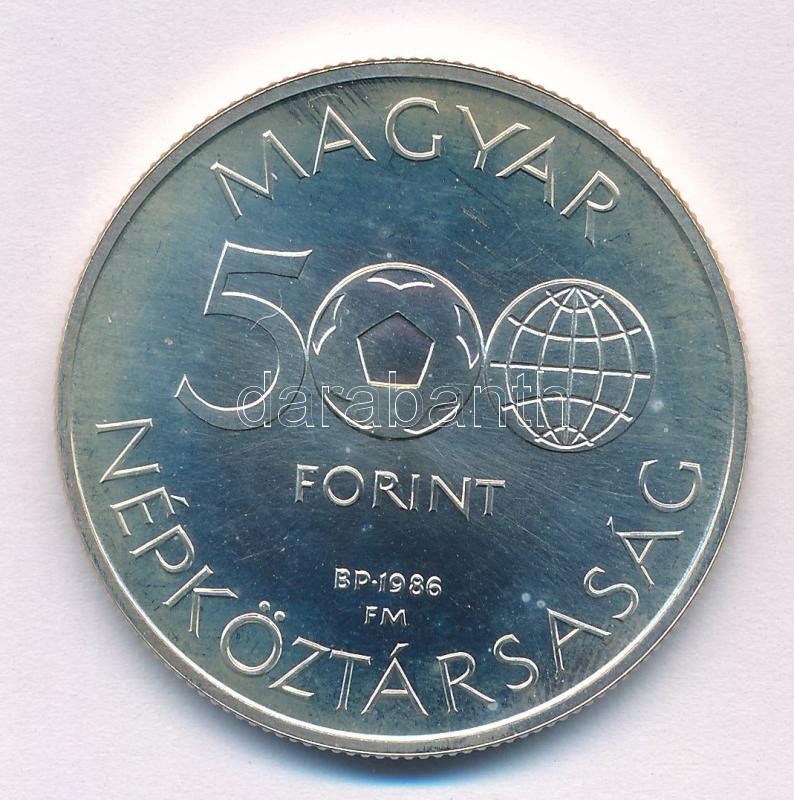 MAGYAR
500
FORINT
BP·1986
FM
NÉPKÖZTÁRSASÁG
darabanth